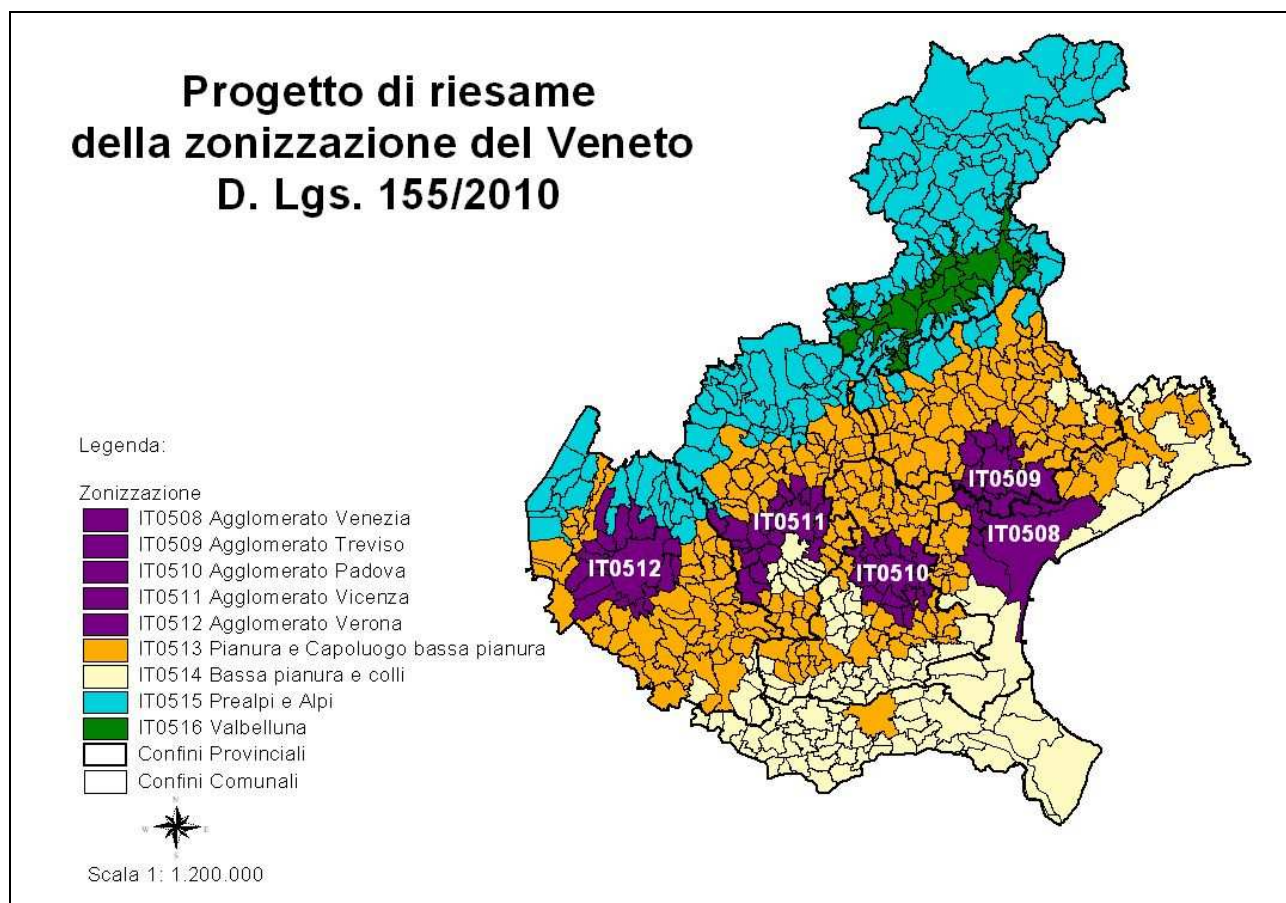 Progetto di riesame
della zonizzazione del Veneto
D. Lgs. 155/2010
Legenda:
Zonizzazione
IT0508 Agglomerato Venezia
IT0509 Agglomerato Treviso
IT0510 Agglomerato Padova
IT0511 Agglomerato Vicenza
IT0512 Agglomerato Verona
IT0513 Pianura e Capoluogo bassa pianura
IT0514 Bassa pianura e colli
IT0515 Prealpi e Alpi
IT0516 Valbelluna
Confini Provinciali
Confini Comunali
N
W E
S
Scala 1: 1.200.000
IT0509
IT0511
IT0508
IT0512
IT0510